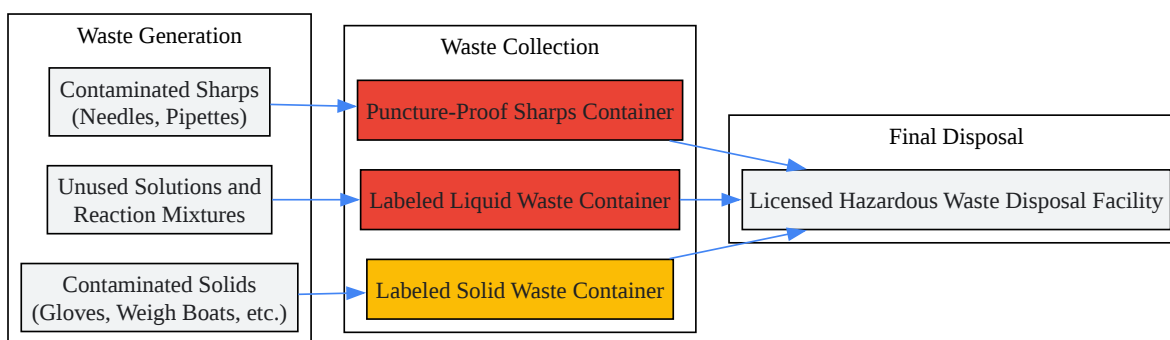 Waste Generation
Contaminated Sharps
(Needles, Pipettes)
Unused Solutions and
Reaction Mixtures
Contaminated Solids
(Gloves, Weigh Boats, etc.)
Waste Collection
Puncture-Proof Sharps Container
Labeled Liquid Waste Container
Labeled Solid Waste Container
Final Disposal
Licensed Hazardous Waste Disposal Facility